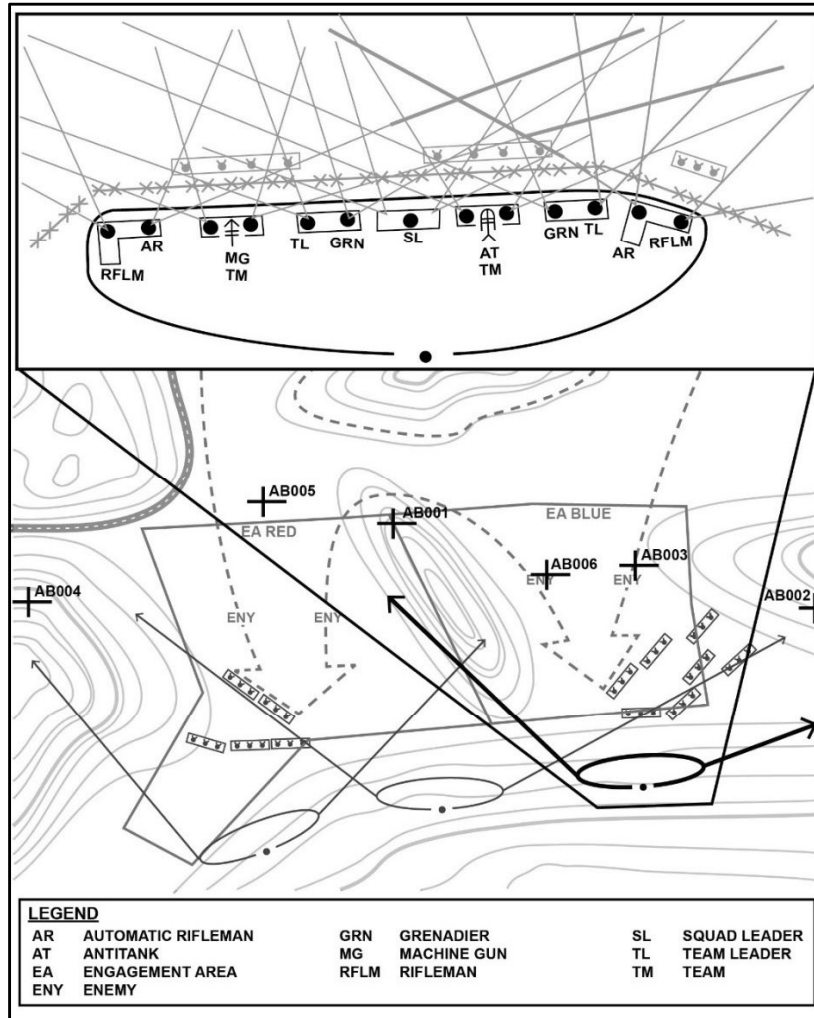 AR
RFLM
MG
TM
TL
GRN
SL
AT
TM
GRN
TL
AR
RFLM
AB005
AB001
EA RED
EA BLUE
AB006
AB003
ENY
ENY
AB004
AB002
ENY
ENY
LEGEND
AR AUTOMATIC RIFLEMAN GRN GRENADIER SL SQUAD LEADER
AT ANTITANK MG MACHINE GUN TL TEAM LEADER
EA ENGAGEMENT AREA RFLM RIFLEMAN TM TEAM
ENY ENEMY